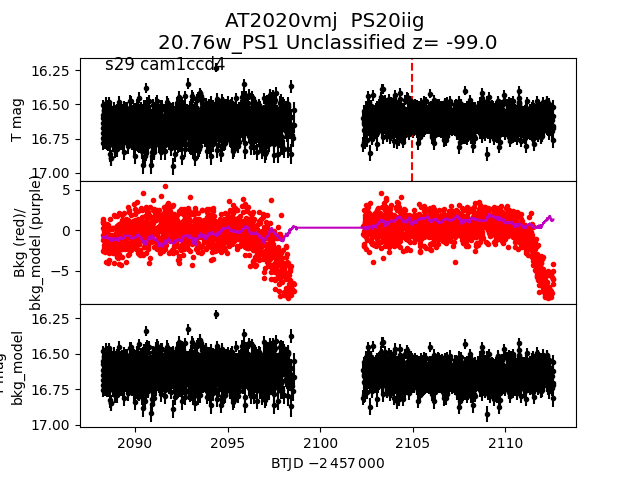 AT2020vmj  PS20iig
20.76w_PS1 Unclassified z= -99.0
s29 cam1ccd4
T mag
16.25
16.50
16.75
17.00
Bkg (red)/
bkg_model (purple)
5
0
−5
bkg_model
16.25
16.50
16.75
17.00
2090
2095
2100
2105
2110
BTJD −2 457 000